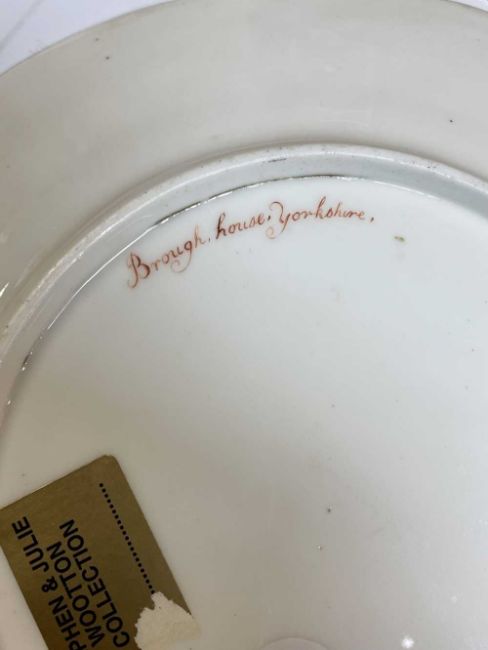 Brough, house, Yorkshire,
PHEN & JULIE
WOOTTON
COLLECTION